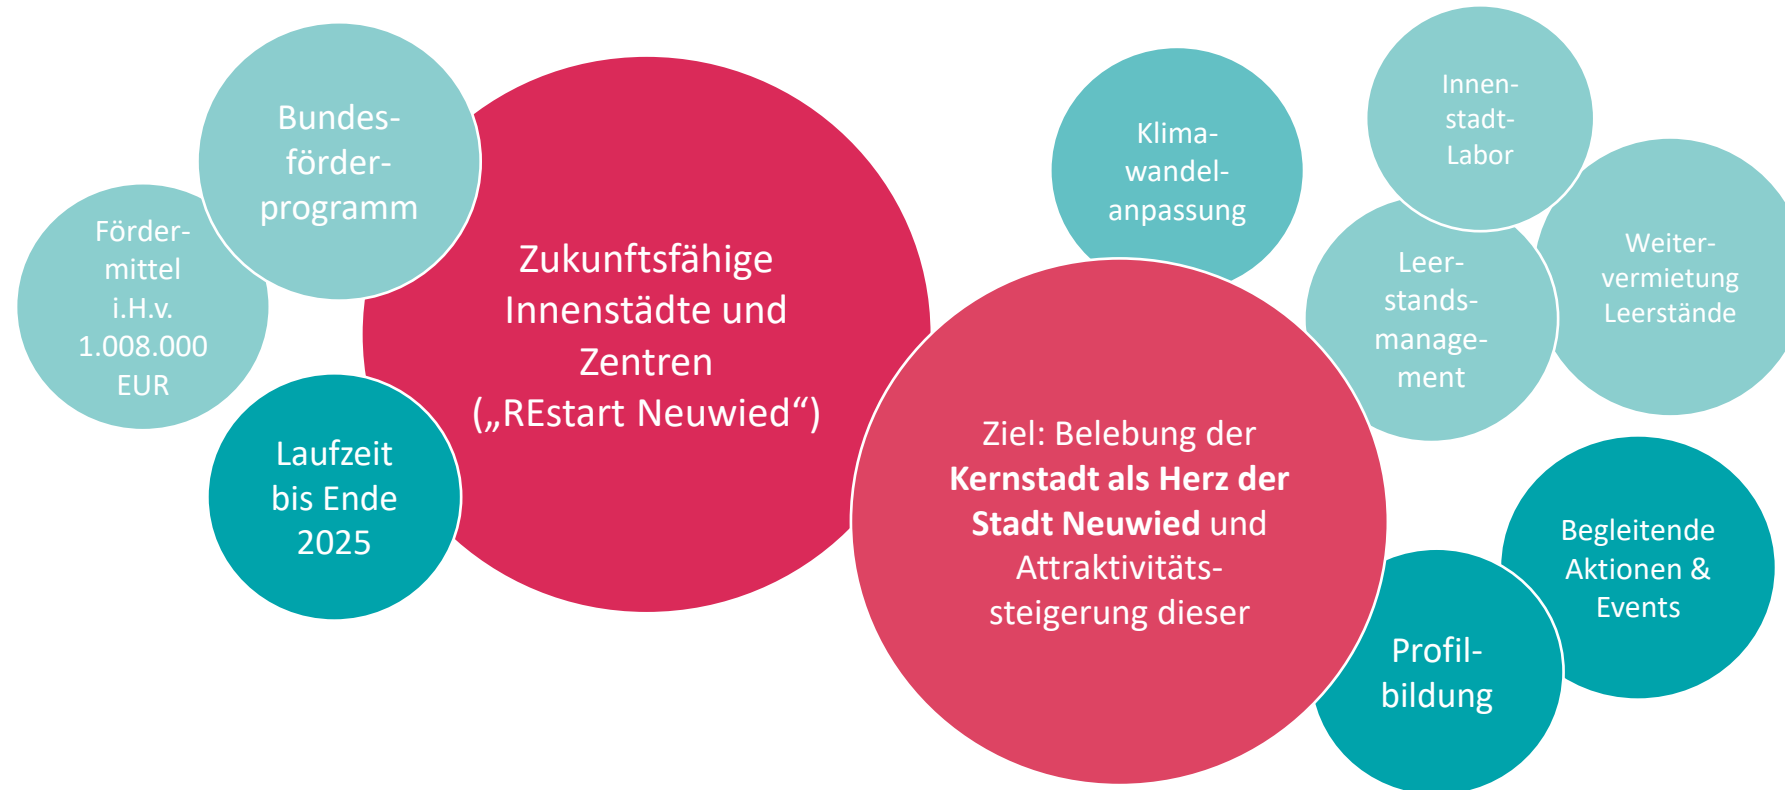 Bundes-
förder-
programm
Förder-
mittel
i.H.v.
1.008.000
EUR
Laufzeit
bis Ende
2025
Zukunftsfähige
Innenstädte und
Zentren
(„REstart Neuwied“)
Ziel: Belebung der
Kernstadt als Herz der
Stadt Neuwied und
Attraktivitäts-
steigerung dieser
Klima-
wandel-
anpassung
Innen-
stadt-
Labor
Leer-
stands-
manage-
ment
Weiter-
vermietung
Leerstände
Begleitende
Aktionen &
Events
Profil-
bildung